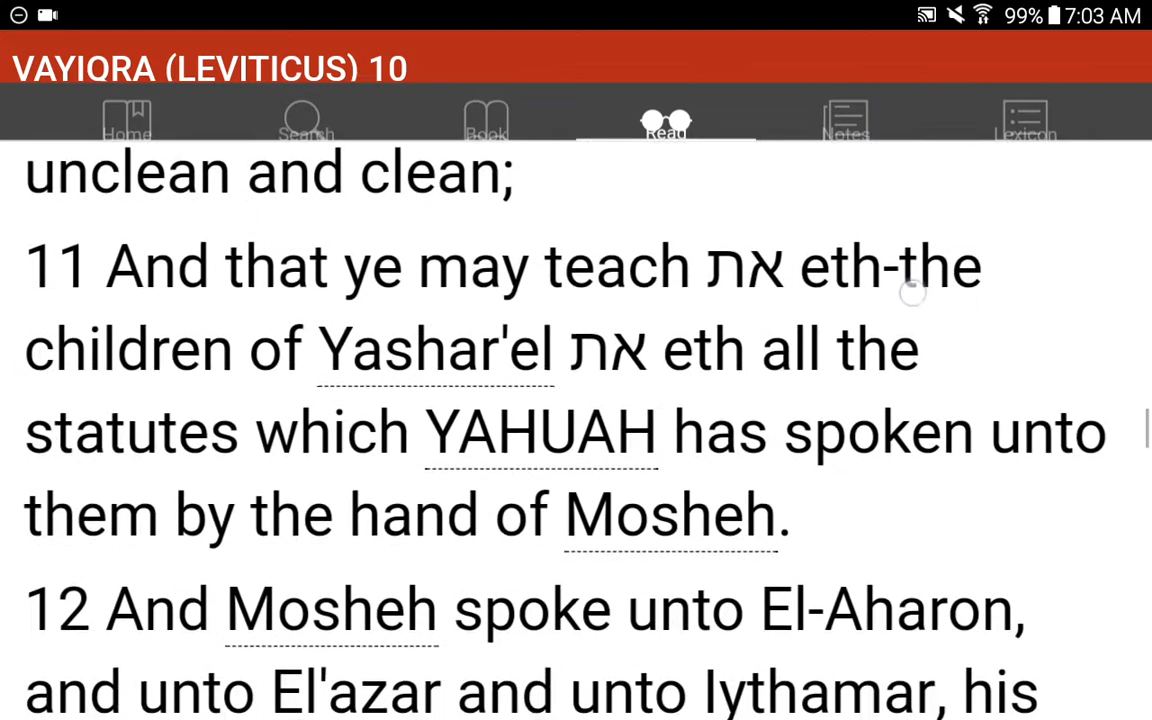 99% 7:03 AM
VAYIQRA (LEVITICUS) 10
Home Search Book Read Notes Lexicon
unclean and clean;
11 And that ye may teach את eth-the
children of Yashar'el את eth all the
statutes which YAHUAH has spoken unto
them by the hand of Mosheh.
12 And Mosheh spoke unto El-Aharon,
and unto El'azar and unto Iythamar, his